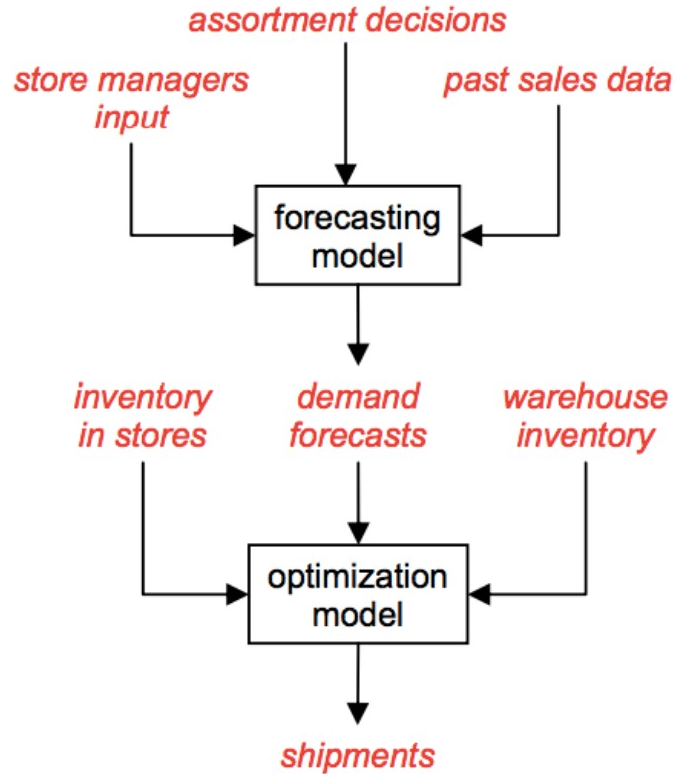 assortment decisions
store managers
input
past sales data
forecasting
model
inventory
in stores
demand
forecasts
warehouse
inventory
optimization
model
shipments